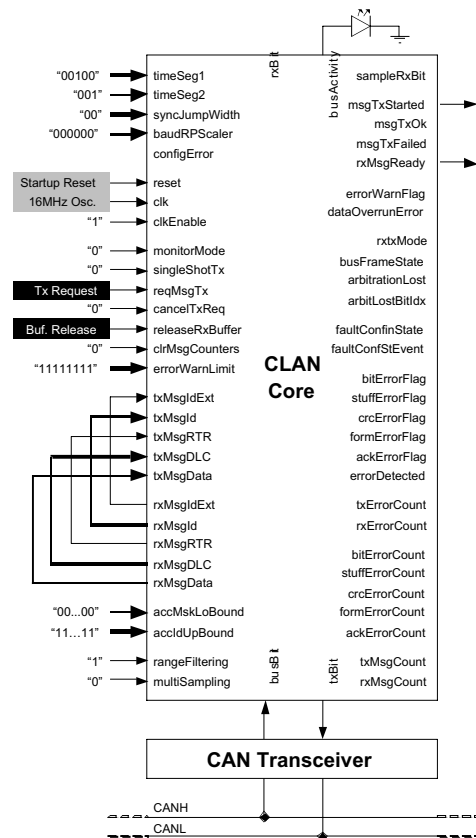 rxBit
busActivity
"00100" timeSeg1
"001" timeSeg2
"00" syncJumpWidth
"000000" baudRPScaler
configError
Startup Reset reset
16MHz Osc. clk
"1" clkEnable
"0" monitorMode
"0" singleShotTx
Tx Request reqMsgTx
"0" cancelTxReq
Buf. Release releaseRxBuffer
"0" clrMsgCounters
"11111111" errorWarnLimit
txMsgIdExt
txMsgId
txMsgRTR
txMsgDLC
txMsgData
rxMsgIdExt
rxMsgId
rxMsgRTR
rxMsgDLC
rxMsgData
"00...00" accMskLoBound
"11…11" accIdUpBound
"1" rangeFiltering
"0" multiSampling
CLAN
Core
sampleRxBit
msgTxStarted
msgTxOk
msgTxFailed
rxMsgReady
errorWarnFlag
dataOverrunError
rxtxMode
busFrameState
arbitrationLost
arbitLostBitIdx
faultConfinState
faultConfStEvent
bitErrorFlag
stuffErrorFlag
crcErrorFlag
formErrorFlag
ackErrorFlag
errorDetected
txErrorCount
rxErrorCount
bitErrorCount
stuffErrorCount
crcErrorCount
formErrorCount
ackErrorCount
txMsgCount
rxMsgCount
busBit
txBit
CAN Transceiver
CANH
CANL